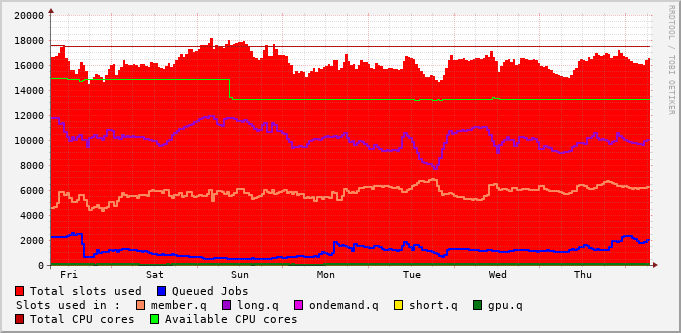 20000
18000
16000
14000
12000
10000
8000
6000
4000
2000
0
Fri Sat Sun Mon Tue Wed Thu
RRDTOOL / TOBI OETIKER
Total slots used Queued Jobs
Slots used in : member.q long.q ondemand.q short.q gpu.q
Total CPU cores Available CPU cores